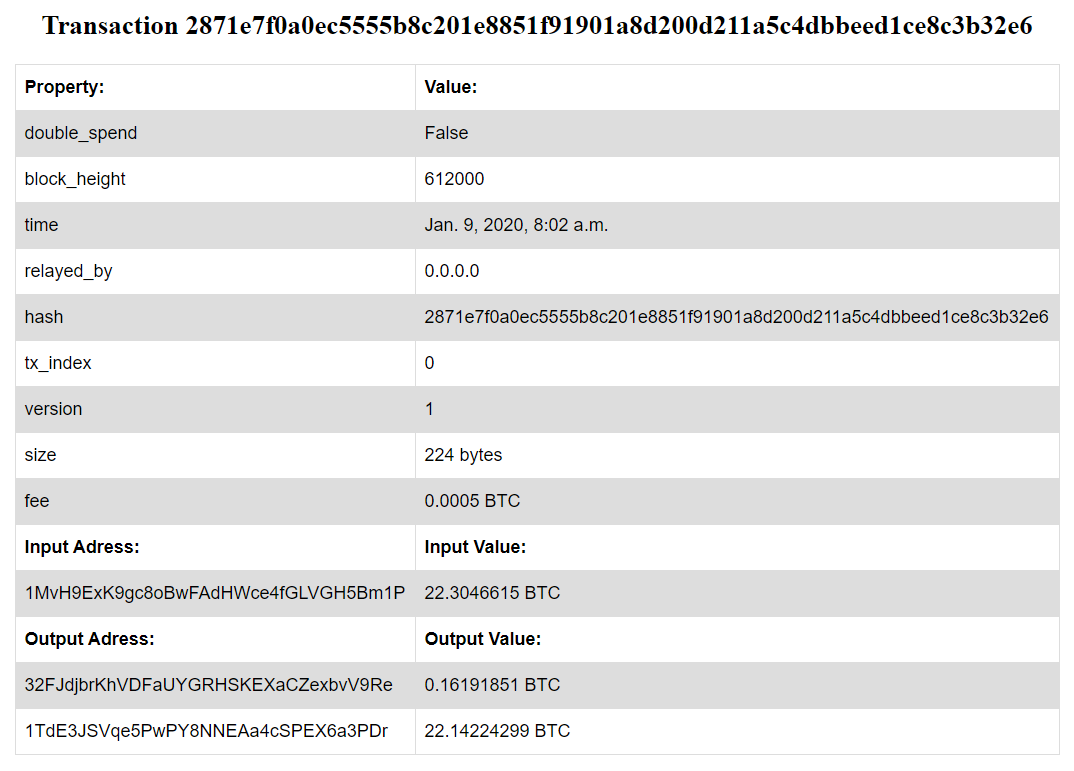 Transaction 2871e7f0a0ec5555b8c201e8851f91901a8d200d211a5c4dbbeed1ce8c3b32e6
Property: Value:
double_spend False
block_height 612000
time Jan. 9, 2020, 8:02 a.m.
relayed_by 0.0.0.0
hash 2871e7f0a0ec5555b8c201e8851f91901a8d200d211a5c4dbbeed1ce8c3b32e6
tx_index 0
version 1
size 224 bytes
fee 0.0005 BTC
Input Adress: Input Value:
1MvH9ExK9gc8oBwFAdHWce4fGLVGH5Bm1P 22.3046615 BTC
Output Adress: Output Value:
32FJdjbrKhVDFaUYGRHSKEXaCZexbvV9Re 0.16191851 BTC
1TdE3JSVqe5PwPY8NNEAa4cSPEX6a3PDr 22.14224299 BTC